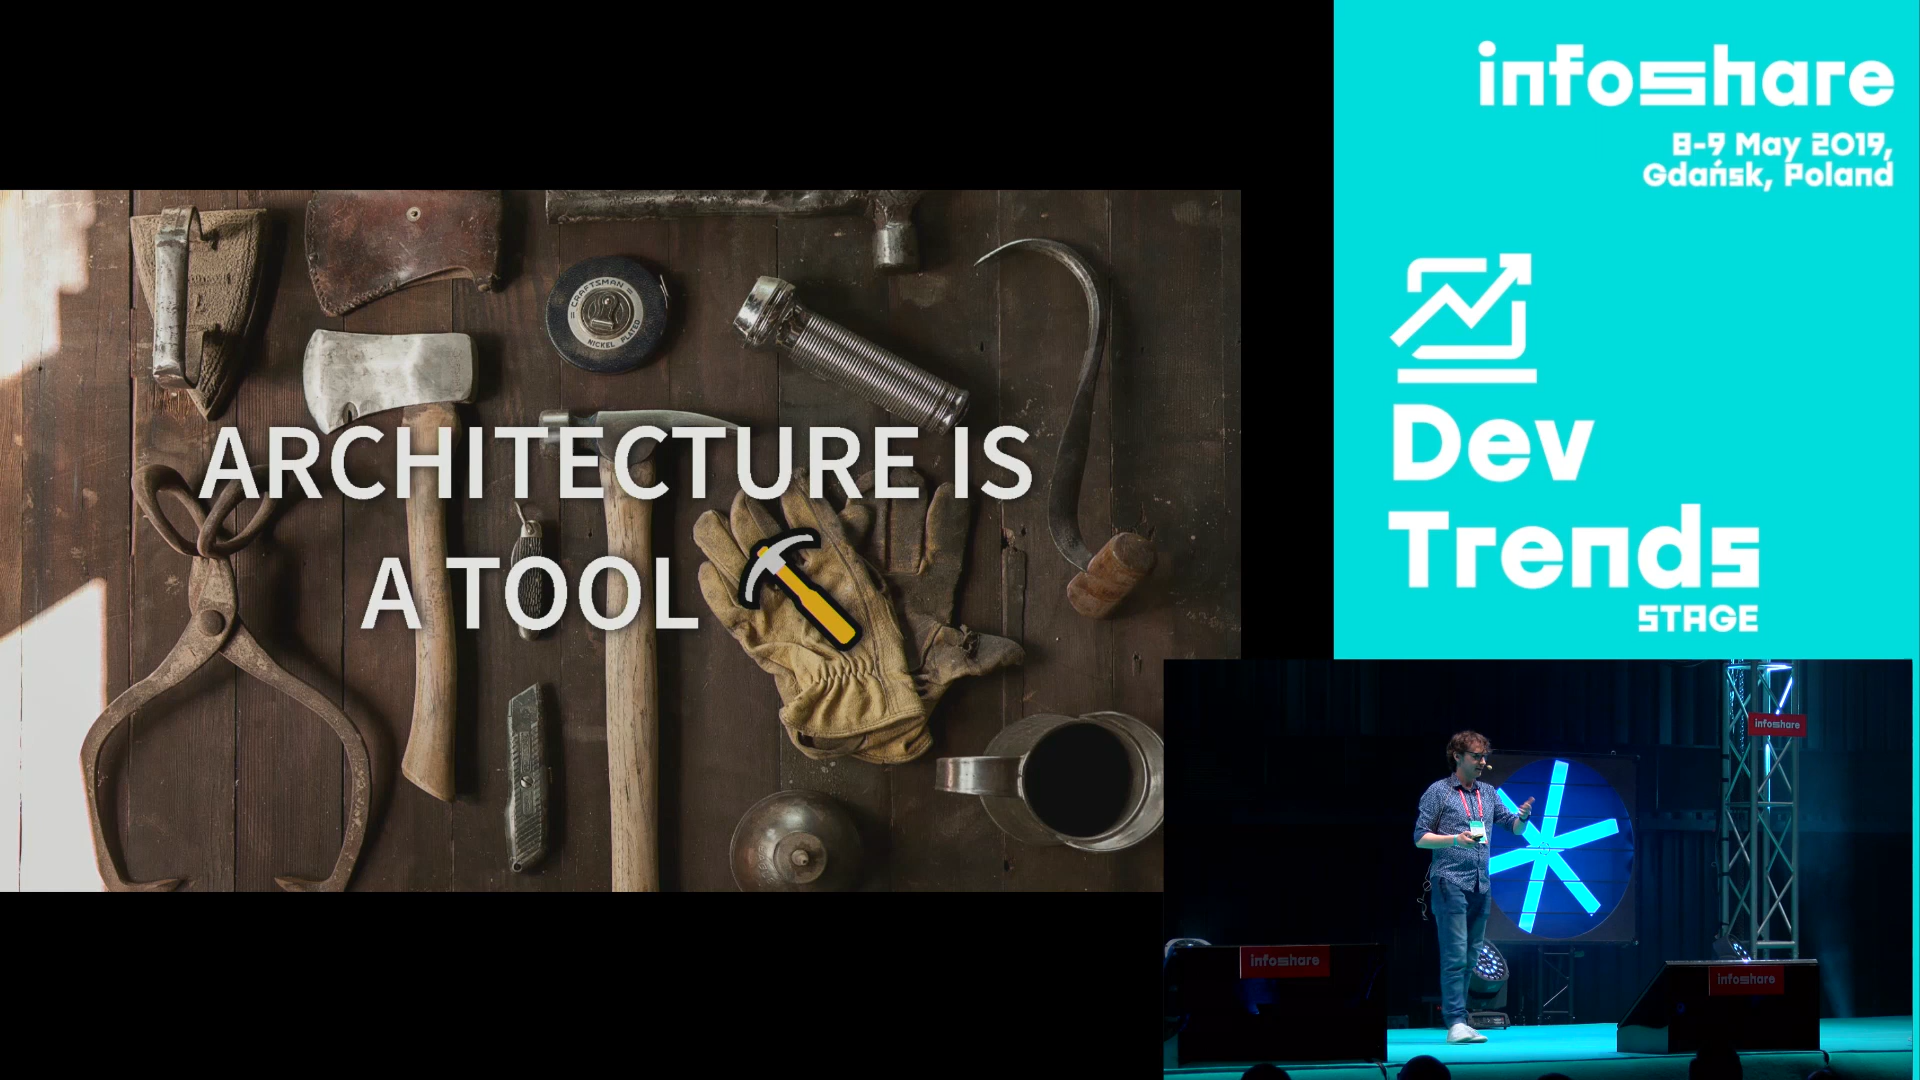 ARCHITECTURE IS
A TOOL
CRAFTSMAN
NICKEL PLATED
infoshare
8-9 May 2019,
Gdańsk, Poland
Dev
Trends
STAGE
infoshare
infoshare
infoshare